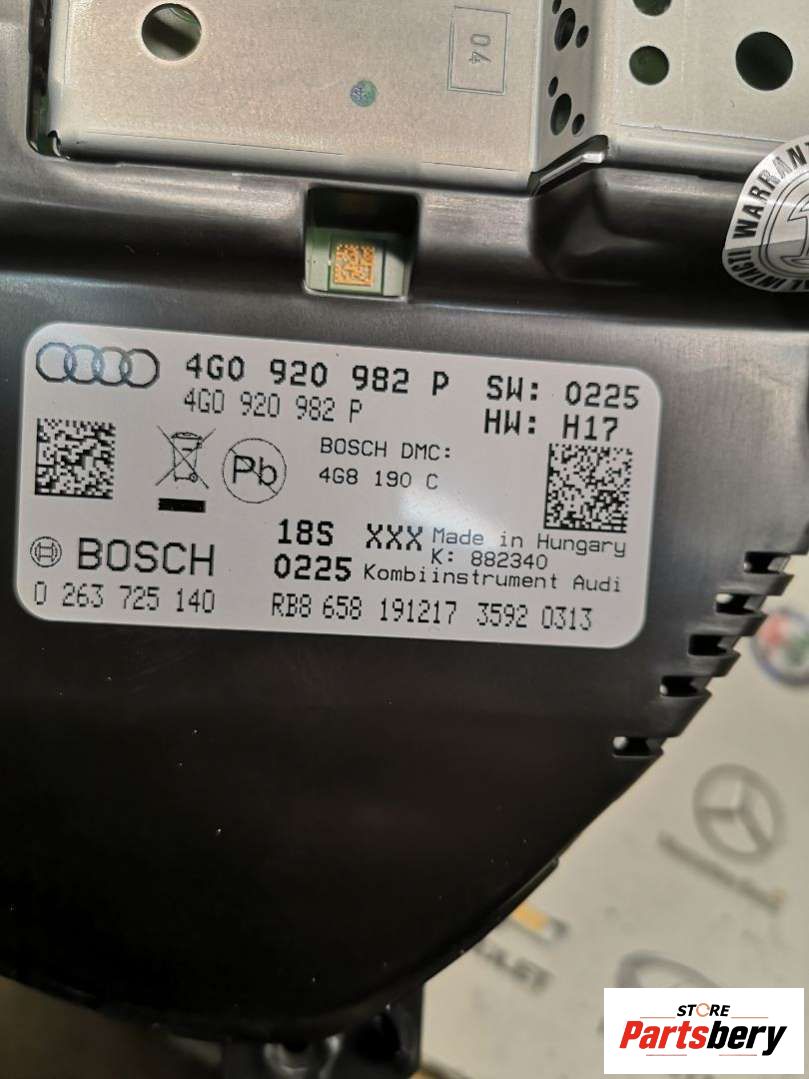 04
WARRANT
4G0 920 982 P SW: 0225
4G0 920 982 P HW: H17
BOSCH DMC:
Pb
4G8 190 C
18S XXX Made in Hungary
K: 882340
BOSCH 0225 Kombiinstrument Audi
0 263 725 140 RB8 658 191217 3592 0313
STORE
Partsbery